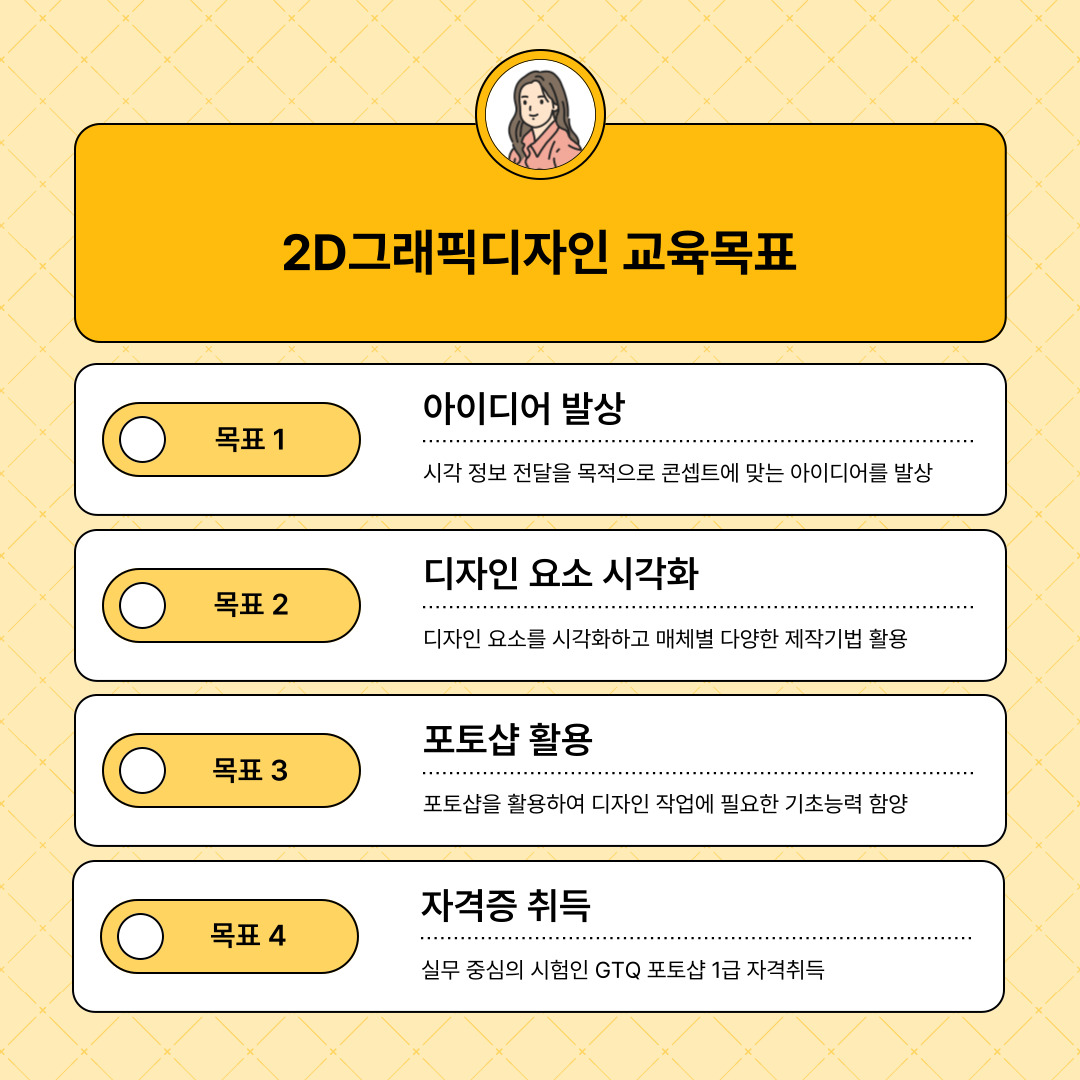 2D그래픽디자인 교육목표
목표 1
아이디어 발상
시각 정보 전달을 목적으로 콘셉트에 맞는 아이디어를 발상
목표 2
디자인 요소 시각화
디자인 요소를 시각화하고 매체별 다양한 제작기법 활용
목표 3
포토샵 활용
포토샵을 활용하여 디자인 작업에 필요한 기초능력 함양
목표 4
자격증 취득
실무 중심의 시험인 GTQ 포토샵 1급 자격취득